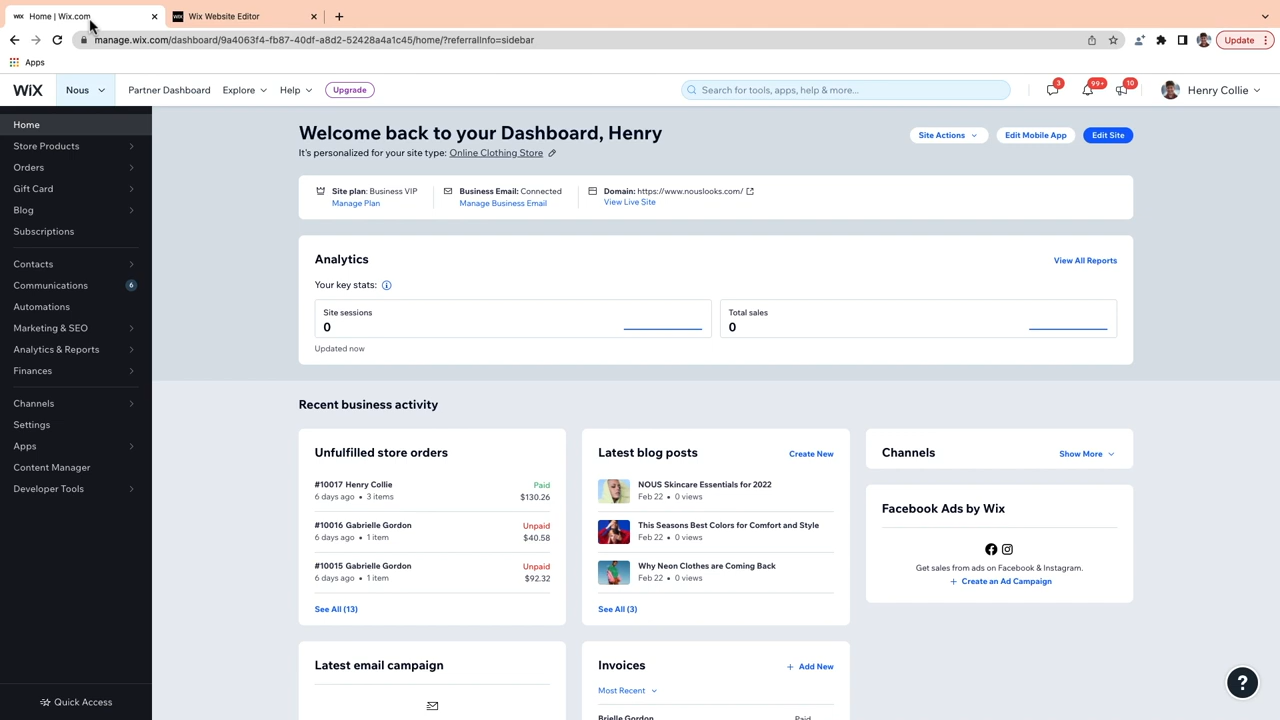 Home | Wix.com
Wix Website Editor
manage.wix.com/dashboard/9a4063f4-fb87-40df-a8d2-52428a4a1c45/home/?referralInfo=sidebar
Update
Apps
WiX
Nous
Partner Dashboard
Explore
Help
Upgrade
Search for tools, apps, help & more...
3
99+
10
Henry Collie
Home
Store Products
Orders
Gift Card
Blog
Subscriptions
Contacts
Communications
6
Automations
Marketing & SEO
Analytics & Reports
Finances
Channels
Settings
Apps
Content Manager
Developer Tools
Quick Access
Welcome back to your Dashboard, Henry
It's personalized for your site type: Online Clothing Store
Site Actions
Edit Mobile App
Edit Site
Site plan: Business VIP
Manage Plan
Business Email: Connected
Manage Business Email
Domain: https://www.nouslooks.com/
View Live Site
Analytics
View All Reports
Your key stats:
Site sessions
0
Total sales
0
Updated now
Recent business activity
Unfulfilled store orders
#10017 Henry Collie
Paid
6 days ago • 3 items
$130.26
#10016 Gabrielle Gordon
Unpaid
6 days ago • 1 item
$40.58
#10015 Gabrielle Gordon
Unpaid
6 days ago • 1 item
$92.32
See All (13)
Latest blog posts
Create New
NOUS Skincare Essentials for 2022
Feb 22 • 0 views
This Seasons Best Colors for Comfort and Style
Feb 22 • 0 views
Why Neon Clothes are Coming Back
Feb 22 • 0 views
See All (3)
Channels
Show More
Facebook Ads by Wix
Get sales from ads on Facebook & Instagram.
+ Create an Ad Campaign
Latest email campaign
Invoices
+ Add New
Most Recent
Brielle Gordon
Paid
?